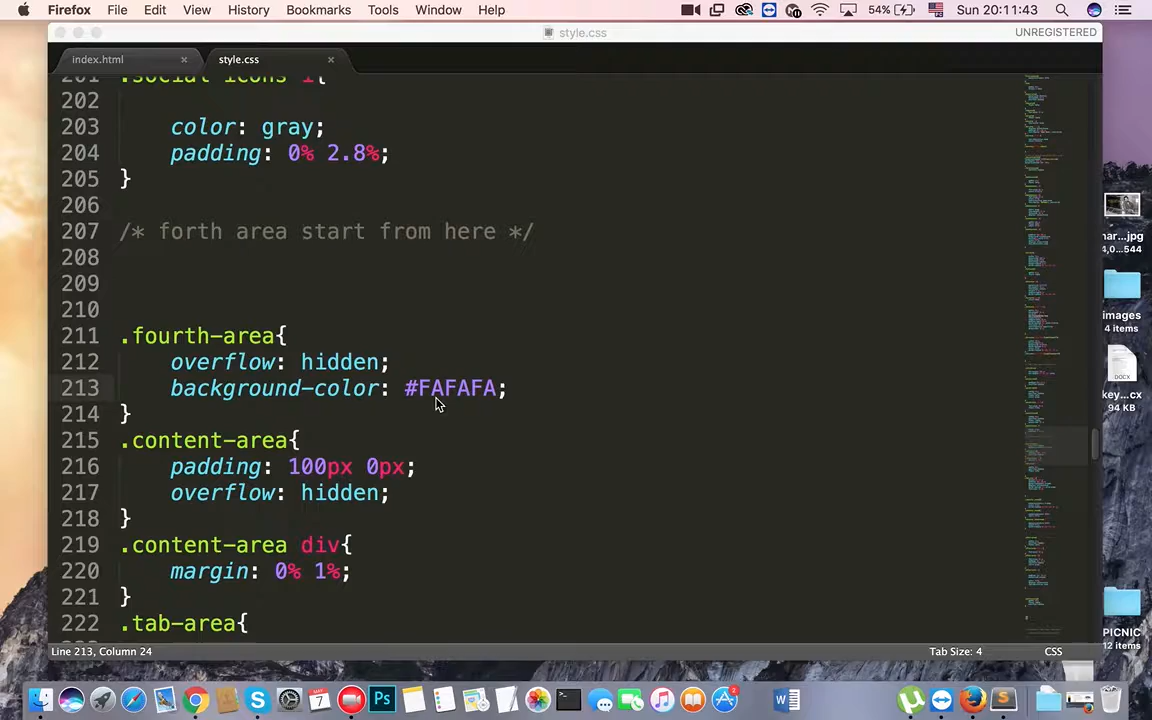 Firefox File Edit View History Bookmarks Tools Window Help 54% Sun 20:11:43
style.css UNREGISTERED
index.html × style.css ×
201 .social icons i{
202
203 color: gray;
204 padding: 0% 2.8%;
205 }
206
207 /* forth area start from here */
208
209
210
211 .fourth-area{
212 overflow: hidden;
213 background-color: #FAFAFA;
214 }
215 .content-area{
216 padding: 100px 0px;
217 overflow: hidden;
218 }
219 .content-area div{
220 margin: 0% 1%;
221 }
222 .tab-area{
Line 213, Column 24 Tab Size: 4 CSS
har...jpg
4,0...544
images
4 items
DOCX
key...cx
94 KB
PICNIC
12 items
7
Ps
2